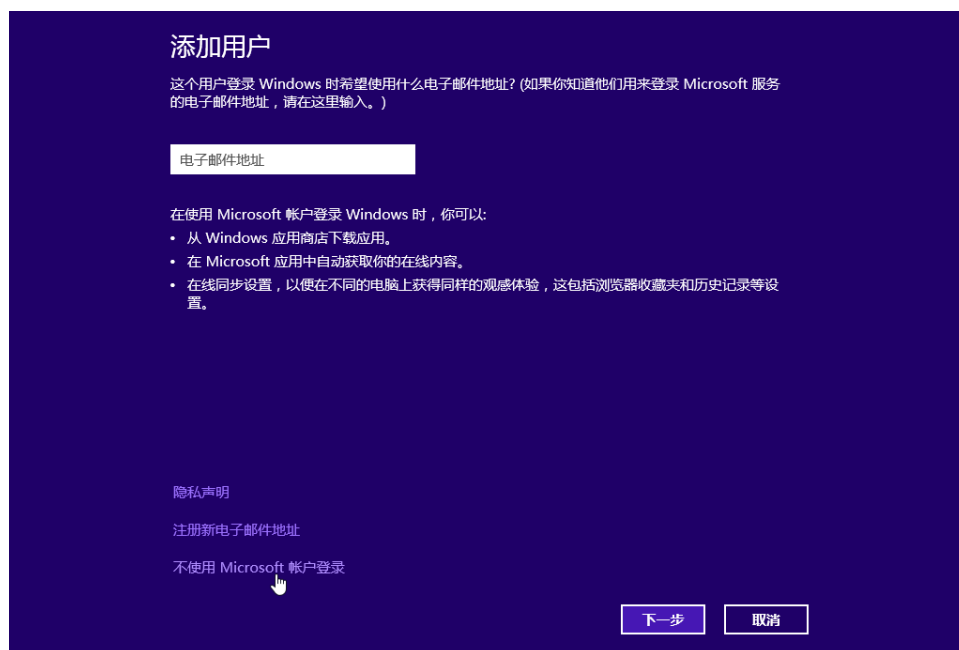 添加用户
这个用户登录 Windows 时希望使用什么电子邮件地址? (如果你知道他们用来登录 Microsoft 服务
的电子邮件地址，请在这里输入。)
电子邮件地址
在使用 Microsoft 帐户登录 Windows 时，你可以:
• 从 Windows 应用商店下载应用。
• 在 Microsoft 应用中自动获取你的在线内容。
• 在线同步设置，以便在不同的电脑上获得同样的观感体验，这包括浏览器收藏夹和历史记录等设
置。
隐私声明
注册新电子邮件地址
不使用 Microsoft 帐户登录
下一步 取消